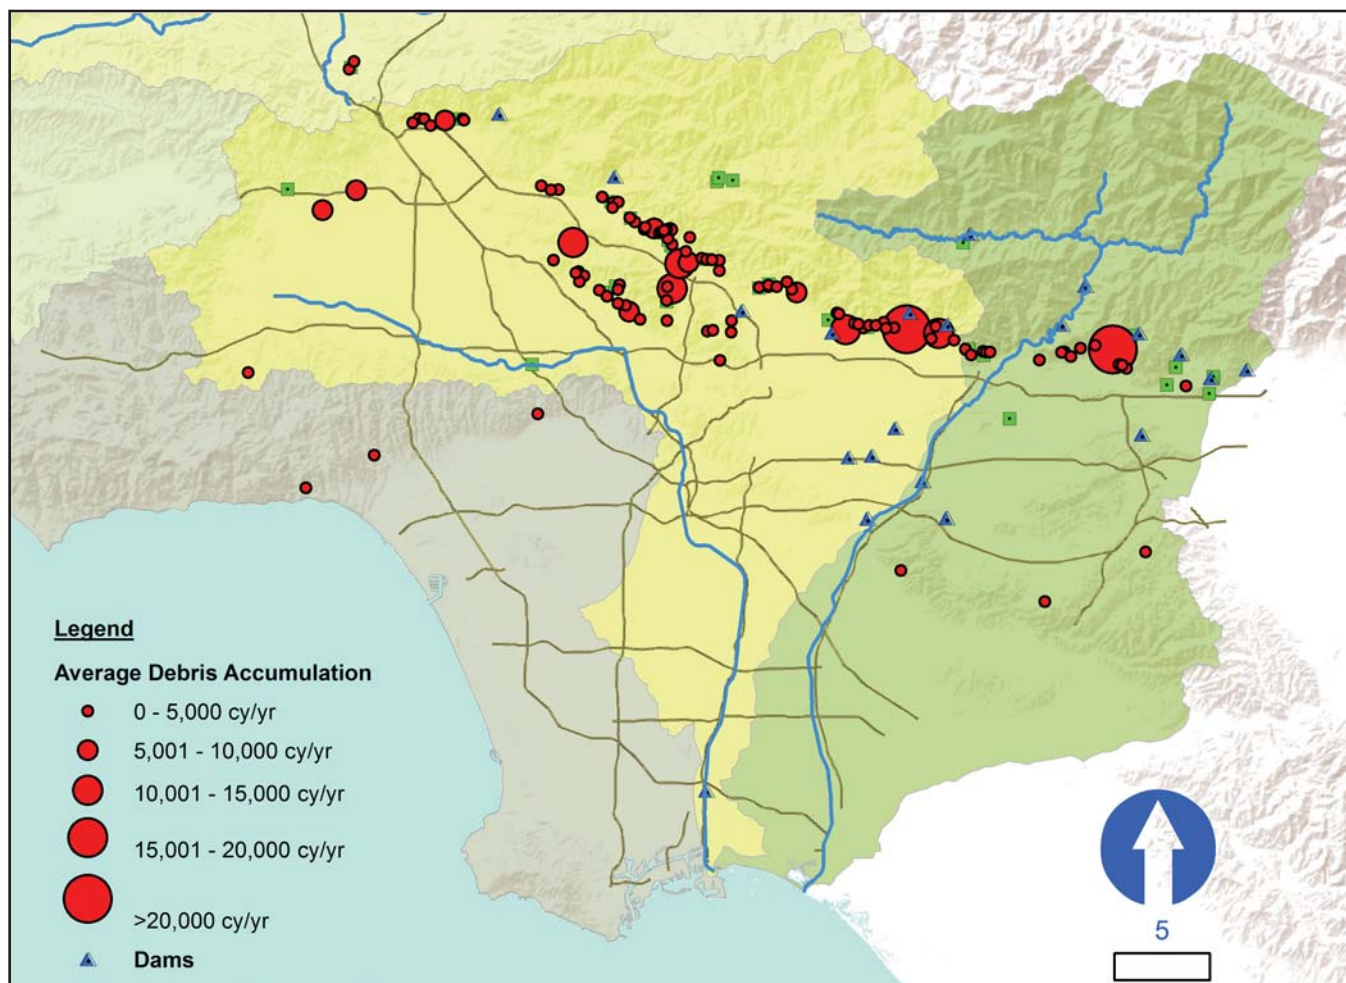 Legend
Average Debris Accumulation
0 - 5,000 cy/yr
5,001 - 10,000 cy/yr
10,001 - 15,000 cy/yr
15,001 - 20,000 cy/yr
>20,000 cy/yr
Dams
5